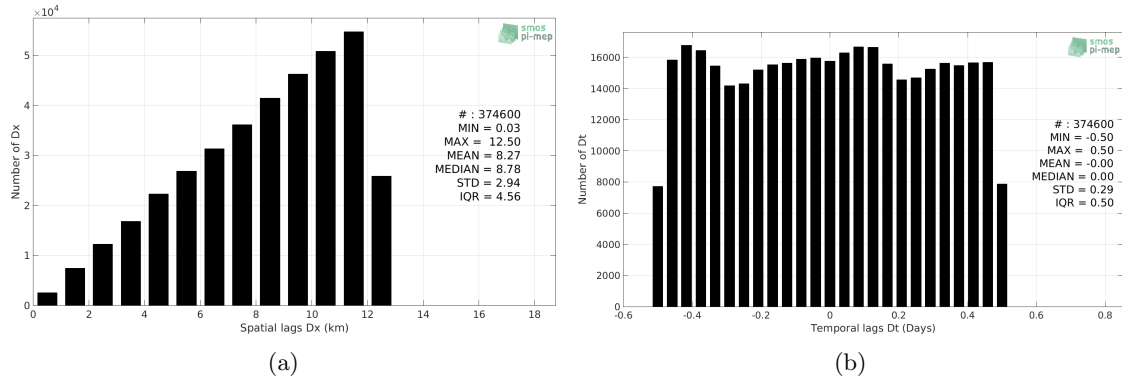 ×10⁴
5
4
3
2
1
0
Number of Dx
0 2 4 6 8 10 12 14 16 18
Spatial lags Dx (km)
smos
pi-mep
# : 374600
MIN = 0.03
MAX = 12.50
MEAN = 8.27
MEDIAN = 8.78
STD = 2.94
IQR = 4.56
(a)
16000
14000
12000
10000
8000
6000
4000
2000
0
Number of Dt
-0.6 -0.4 -0.2 0 0.2 0.4 0.6 0.8
Temporal lags Dt (Days)
smos
pi-mep
# : 374600
MIN = -0.50
MAX = 0.50
MEAN = -0.00
MEDIAN = 0.00
STD = 0.29
IQR = 0.50
(b)